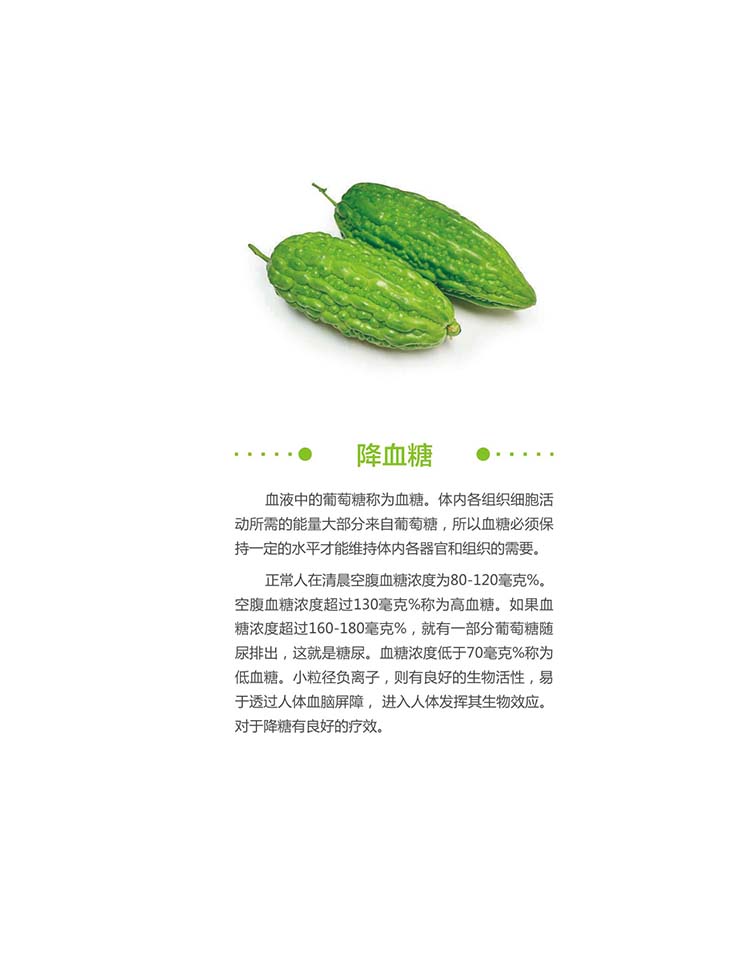 降血糖
血液中的葡萄糖称为血糖。体内各组织细胞活
动所需的能量大部分来自葡萄糖，所以血糖必须保
持一定的水平才能维持体内各器官和组织的需要。
正常人在清晨空腹血糖浓度为80-120毫克%。
空腹血糖浓度超过130毫克%称为高血糖。如果血
糖浓度超过160-180毫克%，就有一部分葡萄糖随
尿排出，这就是糖尿。血糖浓度低于70毫克%称为
低血糖。小粒径负离子，则有良好的生物活性，易
于透过人体血脑屏障， 进入人体发挥其生物效应。
对于降糖有良好的疗效。